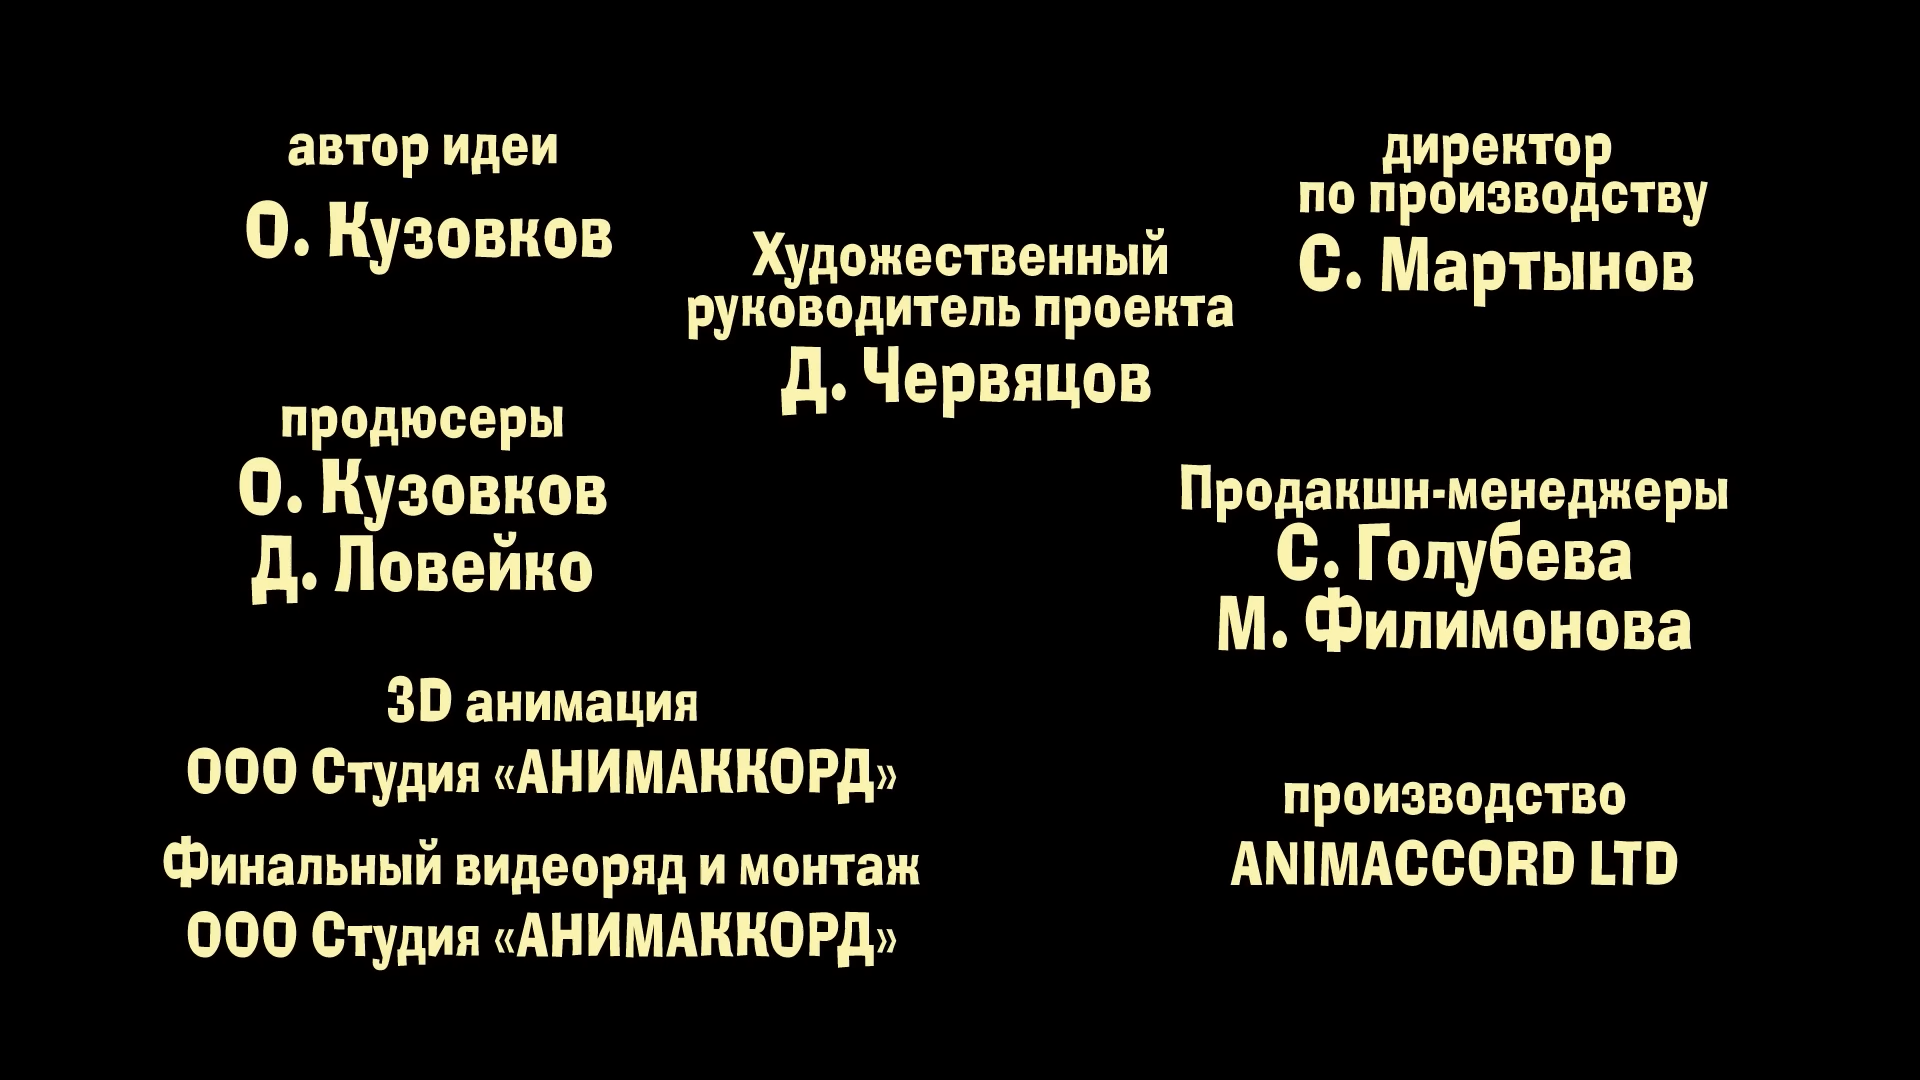 автор идеи
О. Кузовков
продюсеры
О. Кузовков
Д. Ловейко
Художественный
руководитель проекта
Д. Червяцов
директор
по производству
С. Мартынов
Продакшн-менеджеры
С. Голубева
М. Филимонова
3D анимация
ООО Студия «АНИМАККОРД»
Финальный видеоряд и монтаж
ООО Студия «АНИМАККОРД»
производство
ANIMACCORD LTD